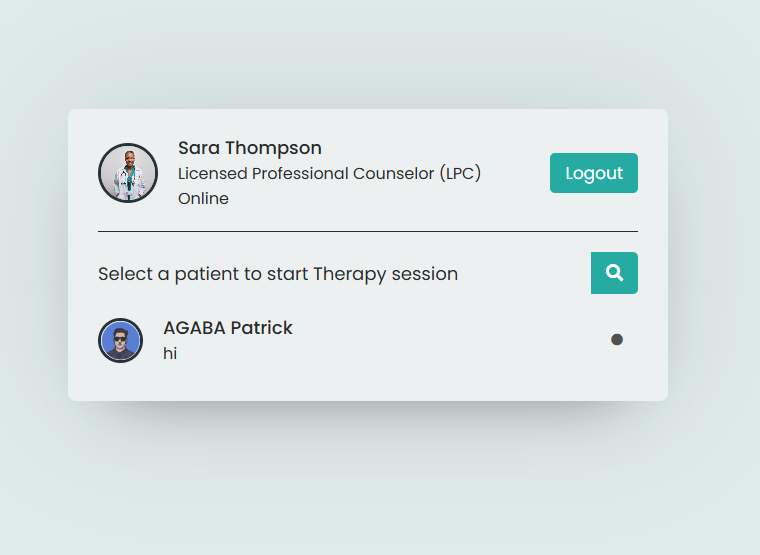 Sara Thompson
Licensed Professional Counselor (LPC)
Online
Logout
Select a patient to start Therapy session
AGABA Patrick
hi